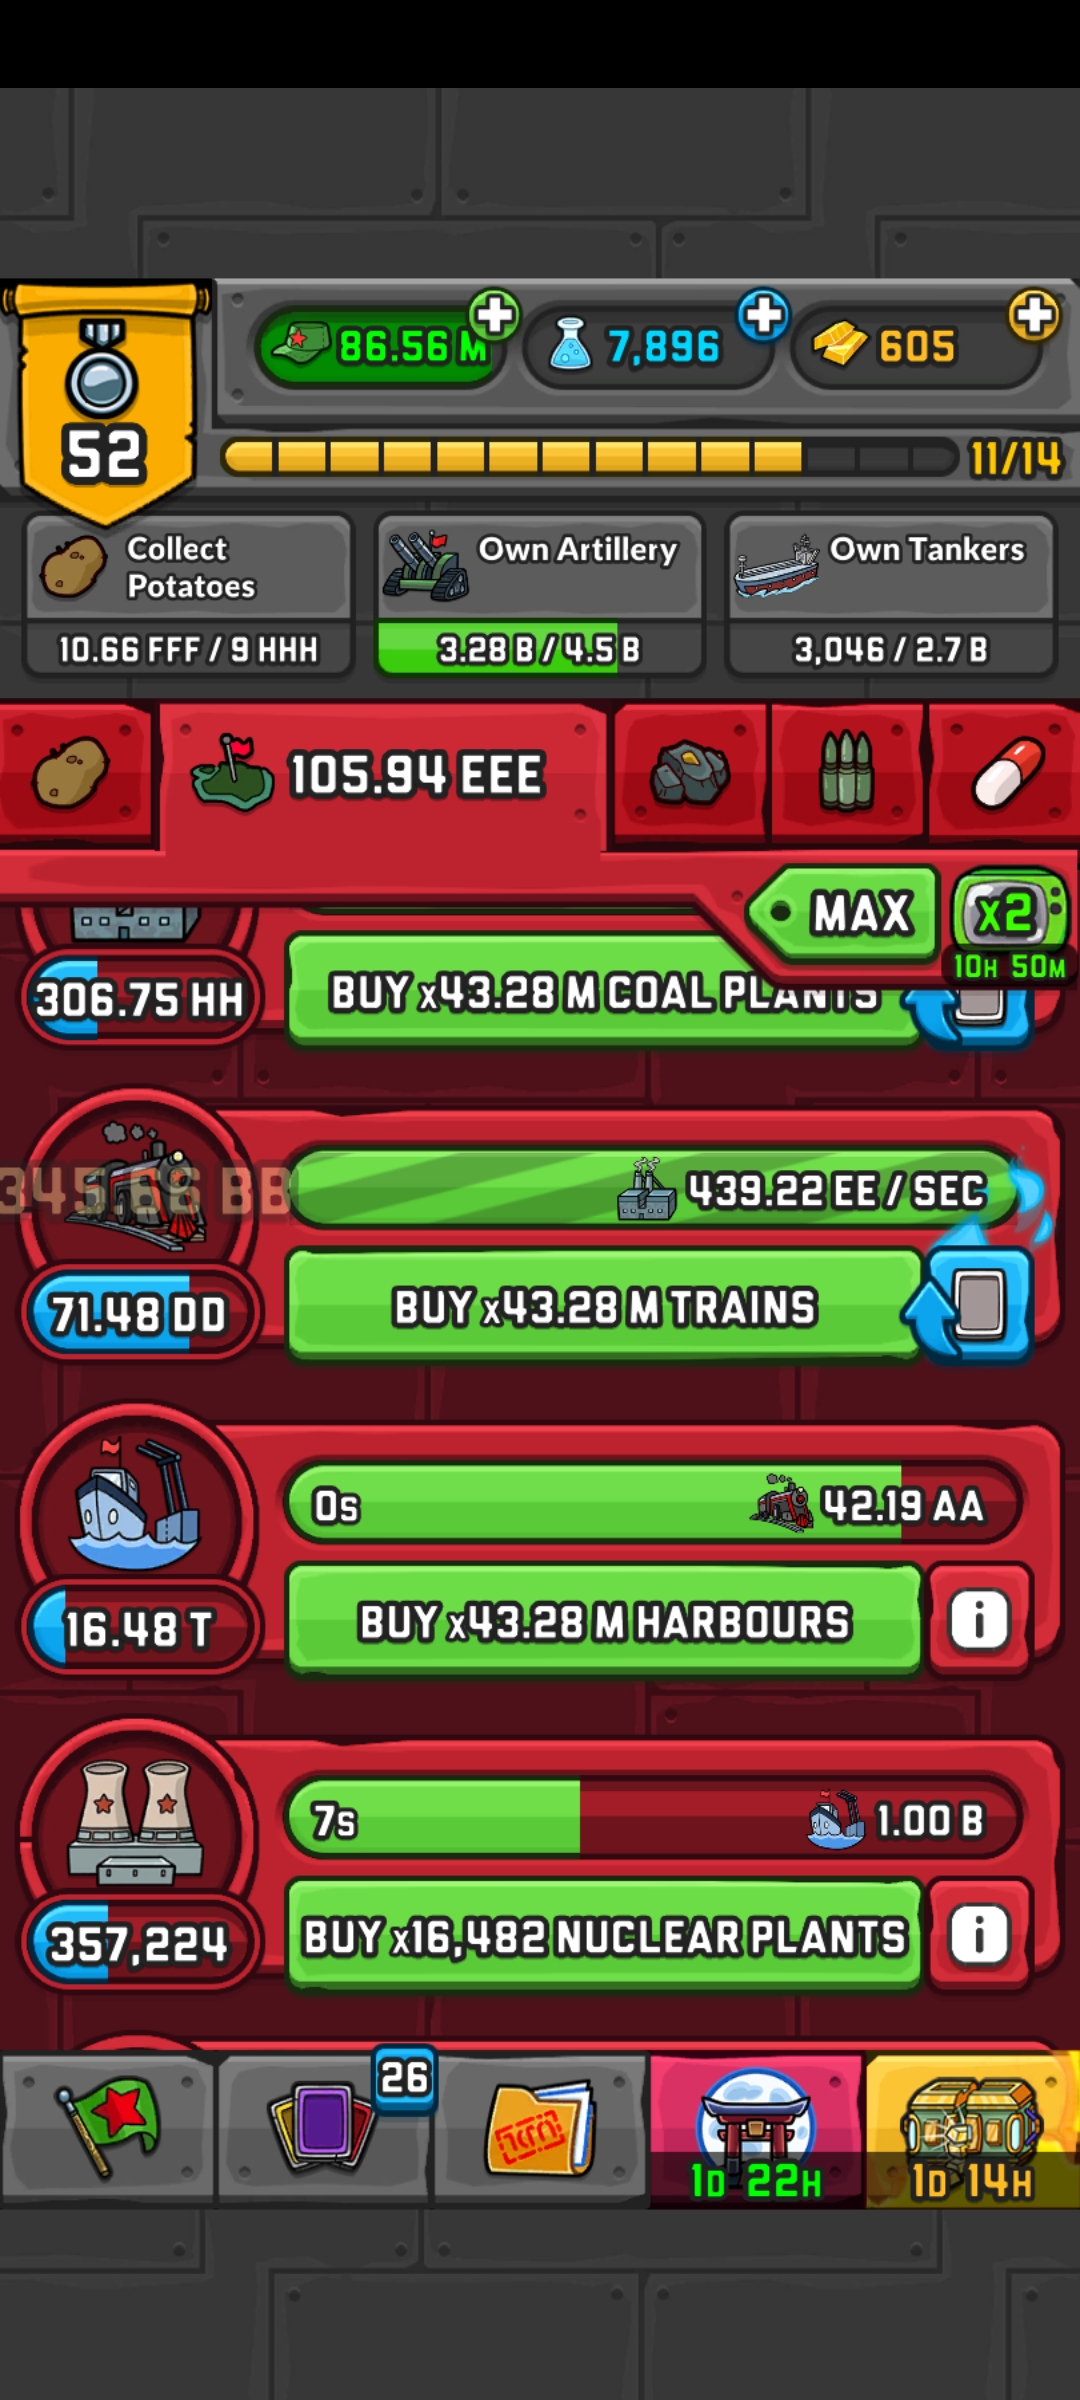 86.56 M
7,896
605
52
11/14
Collect
Potatoes
10.66 FFF / 9 HHH
Own Artillery
3.28 B / 4.5 B
Own Tankers
3,046 / 2.7 B
105.94 EEE
MAX
x2
10H 50M
306.75 HH
BUY x43.28 M COAL PLANTS
345.66 BB
439.22 EE / SEC
71.48 DD
BUY x43.28 M TRAINS
0s
42.19 AA
16.48 T
BUY x43.28 M HARBOURS
i
7s
1.00 B
357,224
BUY x16,482 NUCLEAR PLANTS
i
26
1D 22H
1D 14H